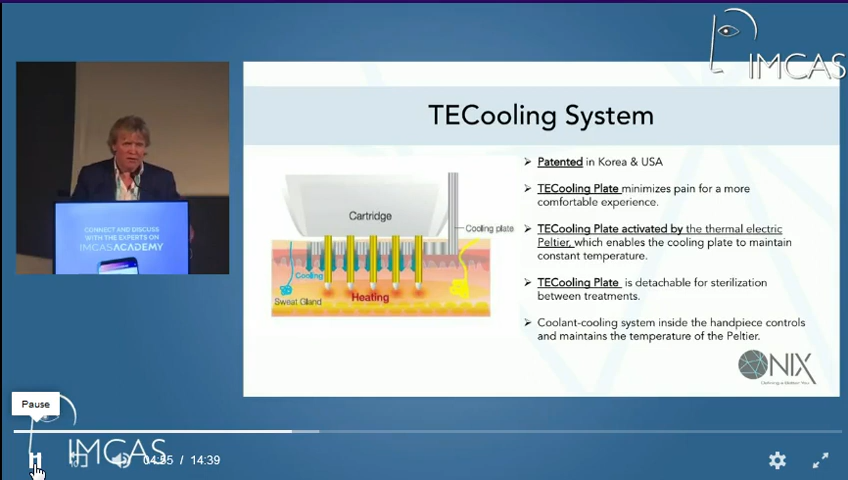 IMCAS
TECooling System
CONNECT AND DISCUSS
WITH THE EXPERTS ON
IMCAS ACADEMY
Cartridge
Cooling plate
Cooling
Sweat Gland
Heating
➢ Patented in Korea & USA
➢ TECooling Plate minimizes pain for a more
comfortable experience.
➢ TECooling Plate activated by the thermal electric
Peltier, which enables the cooling plate to maintain
constant temperature.
➢ TECooling Plate is detachable for sterilization
between treatments.
➢ Coolant-cooling system inside the handpiece controls
and maintains the temperature of the Peltier.
ONIX
Defining a Better You
Pause
IMCAS
04:55 / 14:39